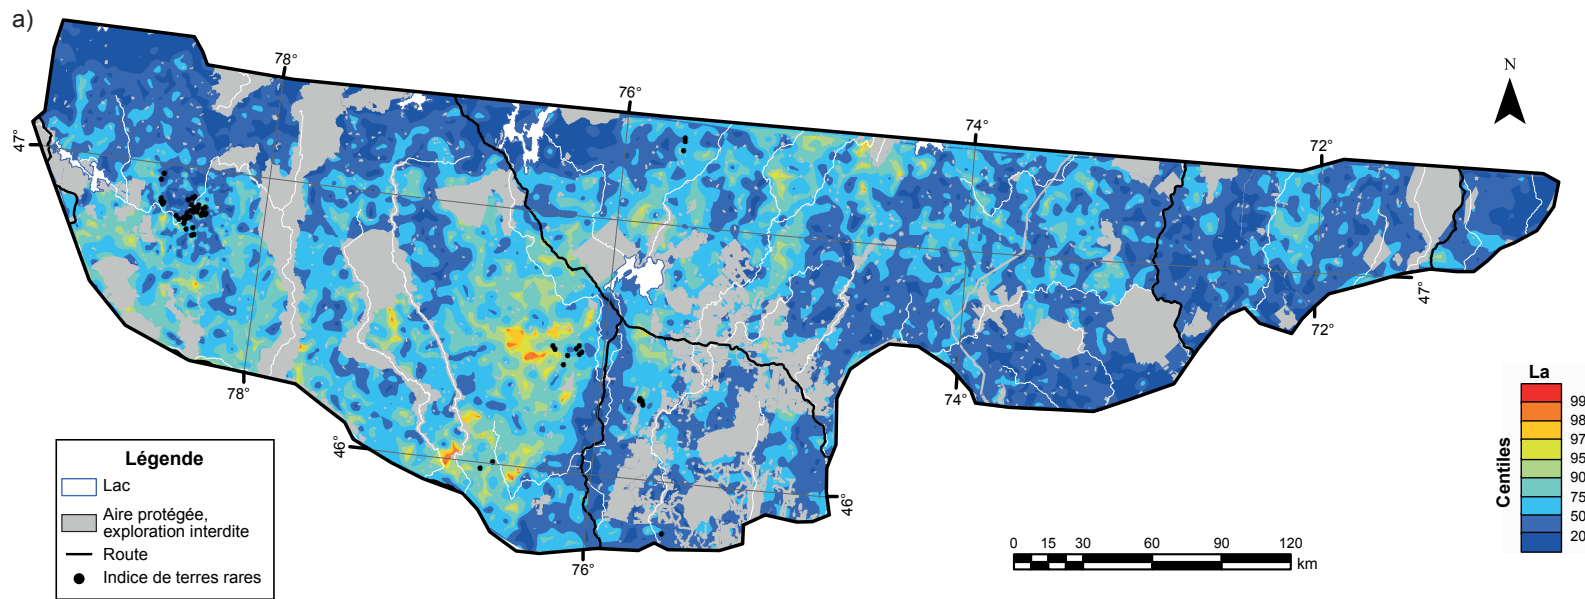 a)
78°
76°
74°
72°
N
47°
47°
72°
74°
78°
46°
46°
76°
Légende
Lac
Aire protégée,
exploration interdite
Route
Indice de terres rares
0 15 30 60 90 120
km
La
Centiles
99
98
97
95
90
75
50
20